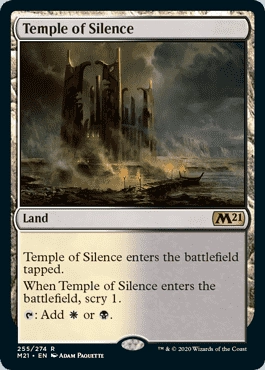 Temple of Silence
Land
M21
Temple of Silence enters the battlefield
tapped.
When Temple of Silence enters the
battlefield, scry 1.
: Add or .
255/274 R
M21 • EN Adam Paquette
™ & © 2020 Wizards of the Coast